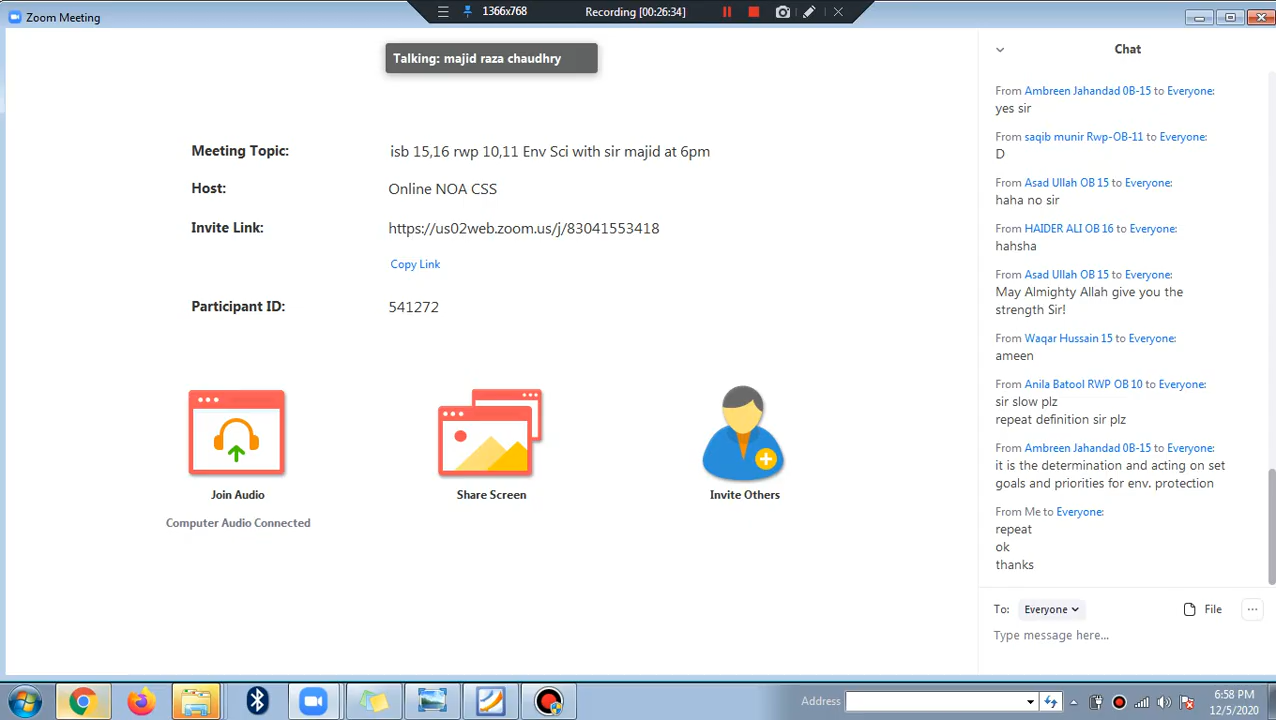 Zoom Meeting
1366x768
Recording [00:26:34]
Talking: majid raza chaudhry
Meeting Topic:
isb 15,16 rwp 10,11 Env Sci with sir majid at 6pm
Host:
Online NOA CSS
Invite Link:
https://us02web.zoom.us/j/83041553418
Copy Link
Participant ID:
541272
Join Audio
Computer Audio Connected
Share Screen
Invite Others
Chat
From Ambreen Jahandad 0B-15 to Everyone:
yes sir
From saqib munir Rwp-OB-11 to Everyone:
D
From Asad Ullah OB 15 to Everyone:
haha no sir
From HAIDER ALI OB 16 to Everyone:
hahsha
From Asad Ullah OB 15 to Everyone:
May Almighty Allah give you the
strength Sir!
From Waqar Hussain 15 to Everyone:
ameen
From Anila Batool RWP OB 10 to Everyone:
sir slow plz
repeat definition sir plz
From Ambreen Jahandad 0B-15 to Everyone:
it is the determination and acting on set
goals and priorities for env. protection
From Me to Everyone:
repeat
ok
thanks
To: Everyone
File
Type message here...
Address
6:58 PM
12/5/2020